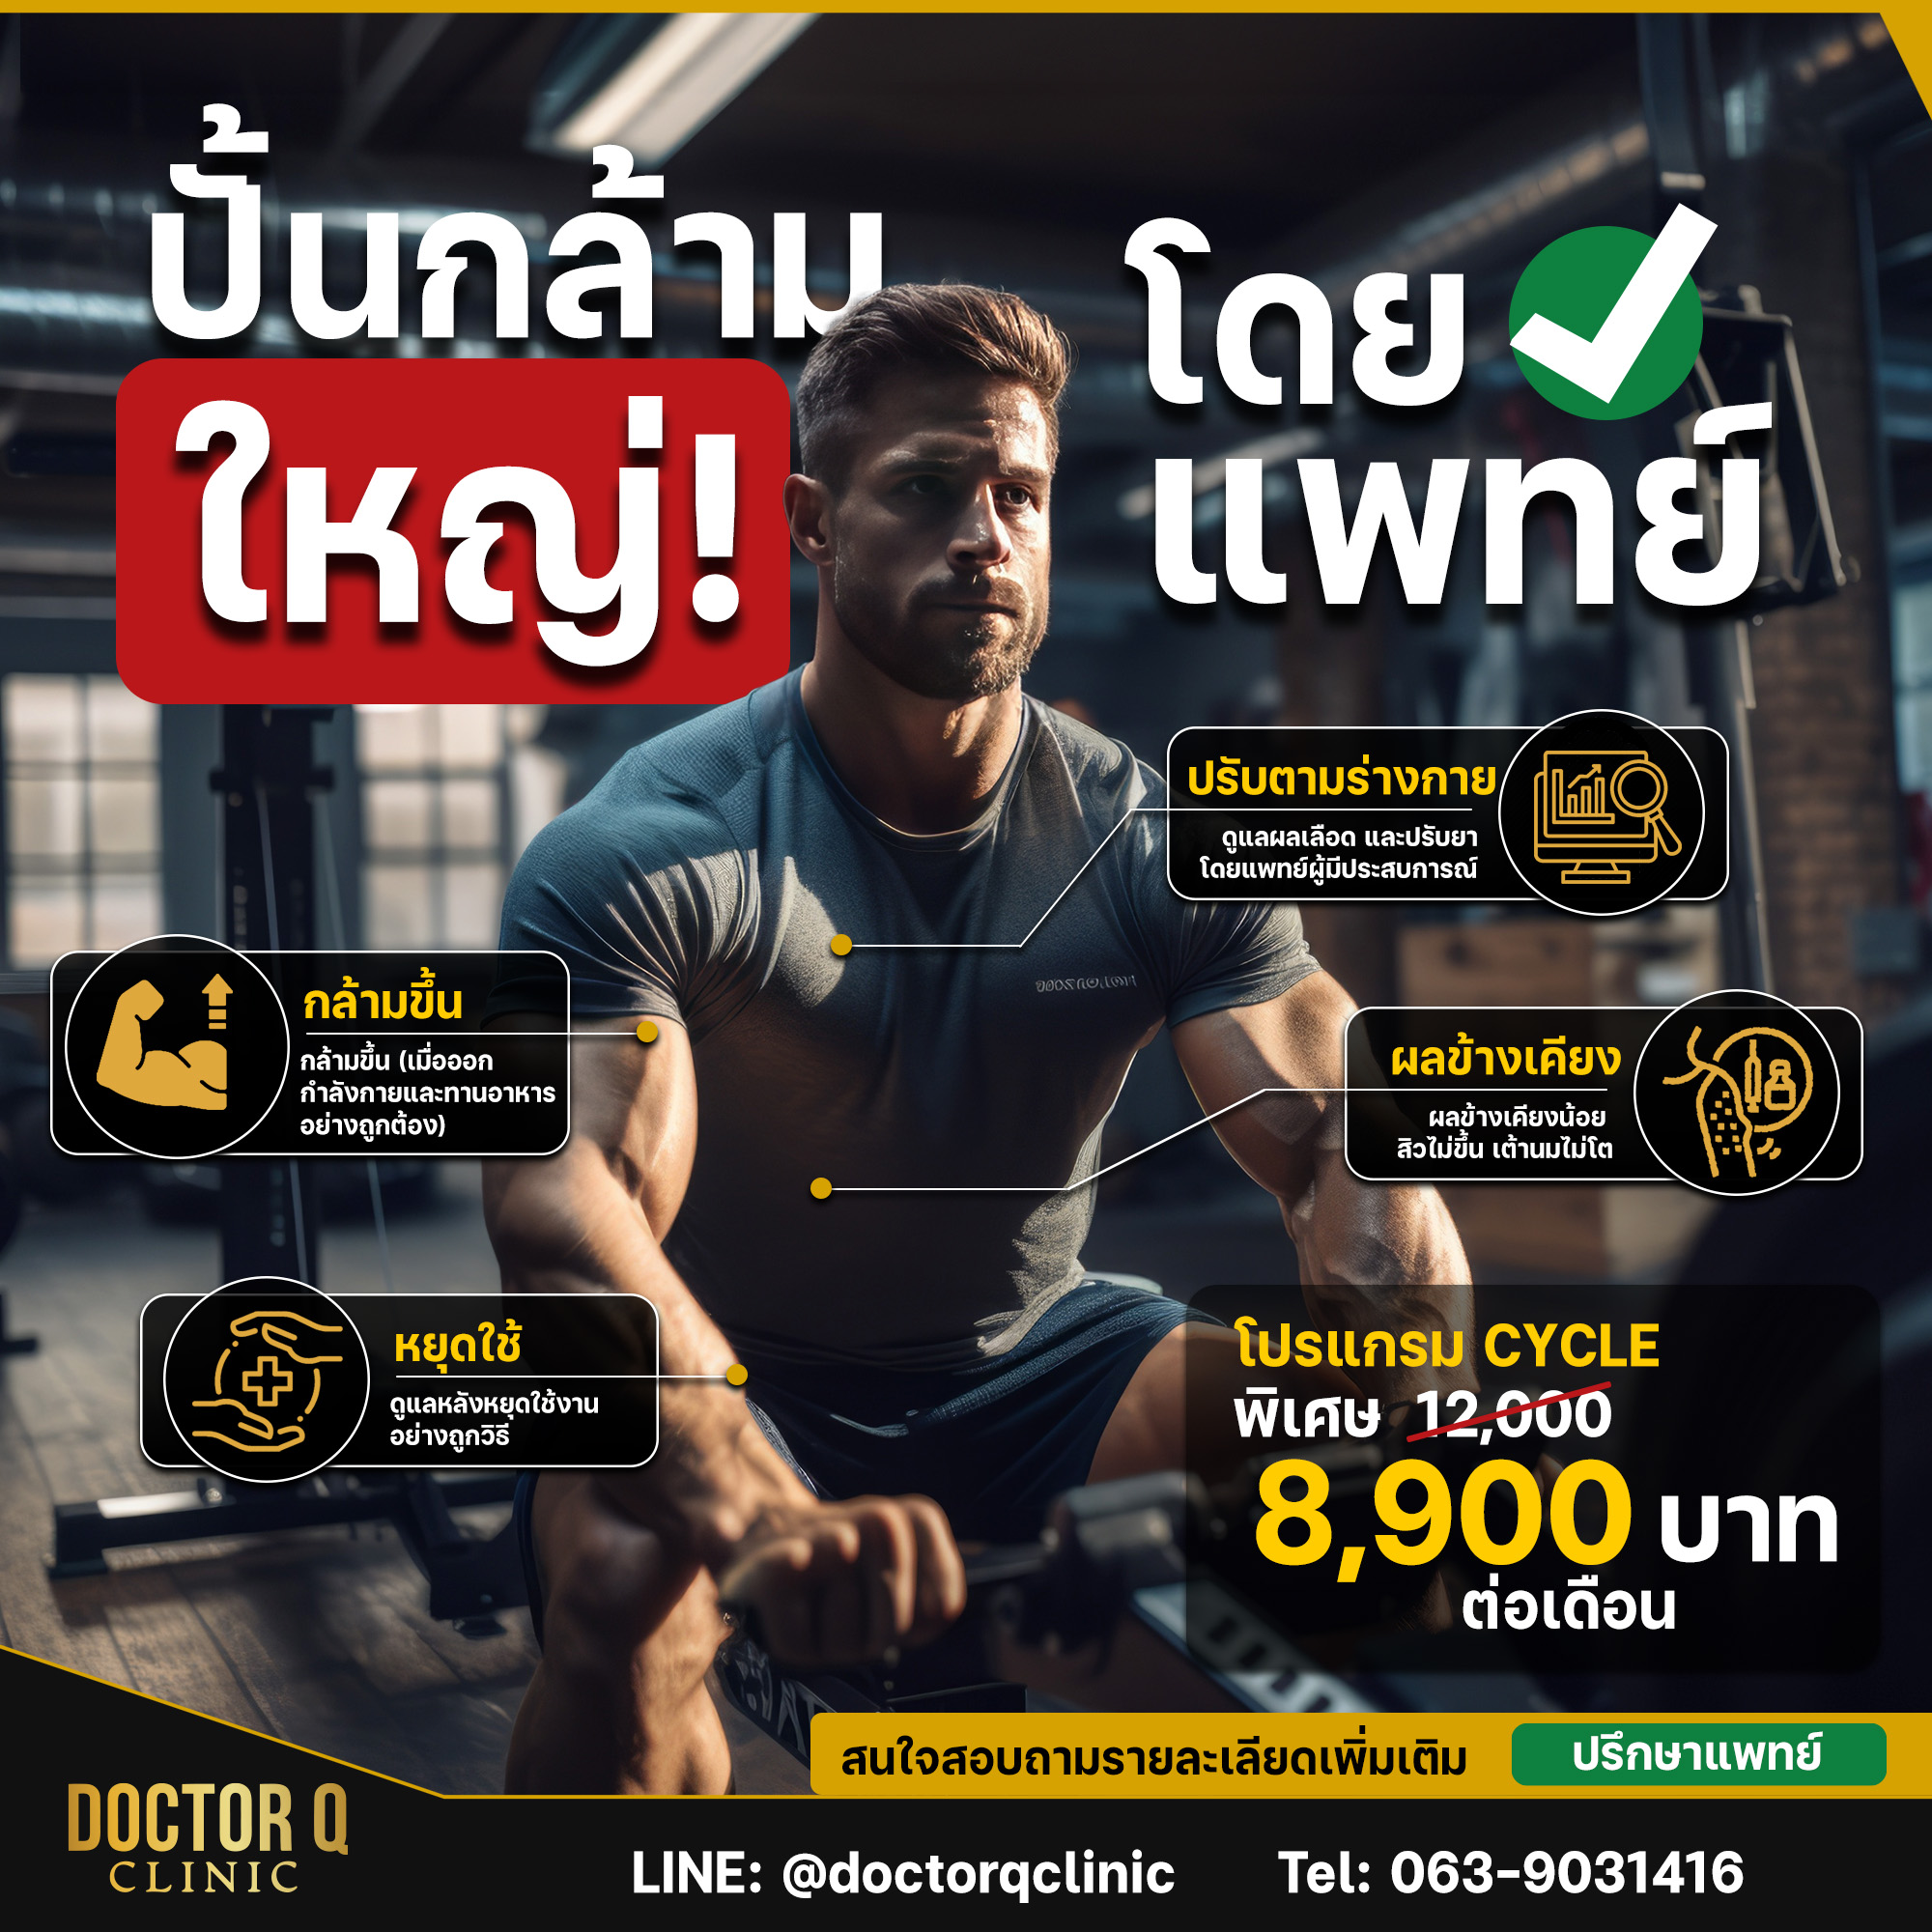 ปั้นกล้าม
ใหญ่!
โดย
แพทย์
ปรับตามร่างกาย
ดูแลผลเลือด และปรับยา
โดยแพทย์ผู้มีประสบการณ์
กล้ามขึ้น
กล้ามขึ้น (เมื่อออก
กำลังกายและทานอาหาร
อย่างถูกต้อง)
ผลข้างเคียง
ผลข้างเคียงน้อย
สิวไม่ขึ้น เต้านมไม่โต
หยุดใช้
ดูแลหลังหยุดใช้งาน
อย่างถูกวิธี
โปรแกรม CYCLE
พิเศษ 12,000
8,900 บาท
ต่อเดือน
สนใจสอบถามรายละเลียดเพิ่มเติม
ปรึกษาแพทย์
DOCTOR Q
CLINIC
LINE: @doctorqclinic
Tel: 063-9031416